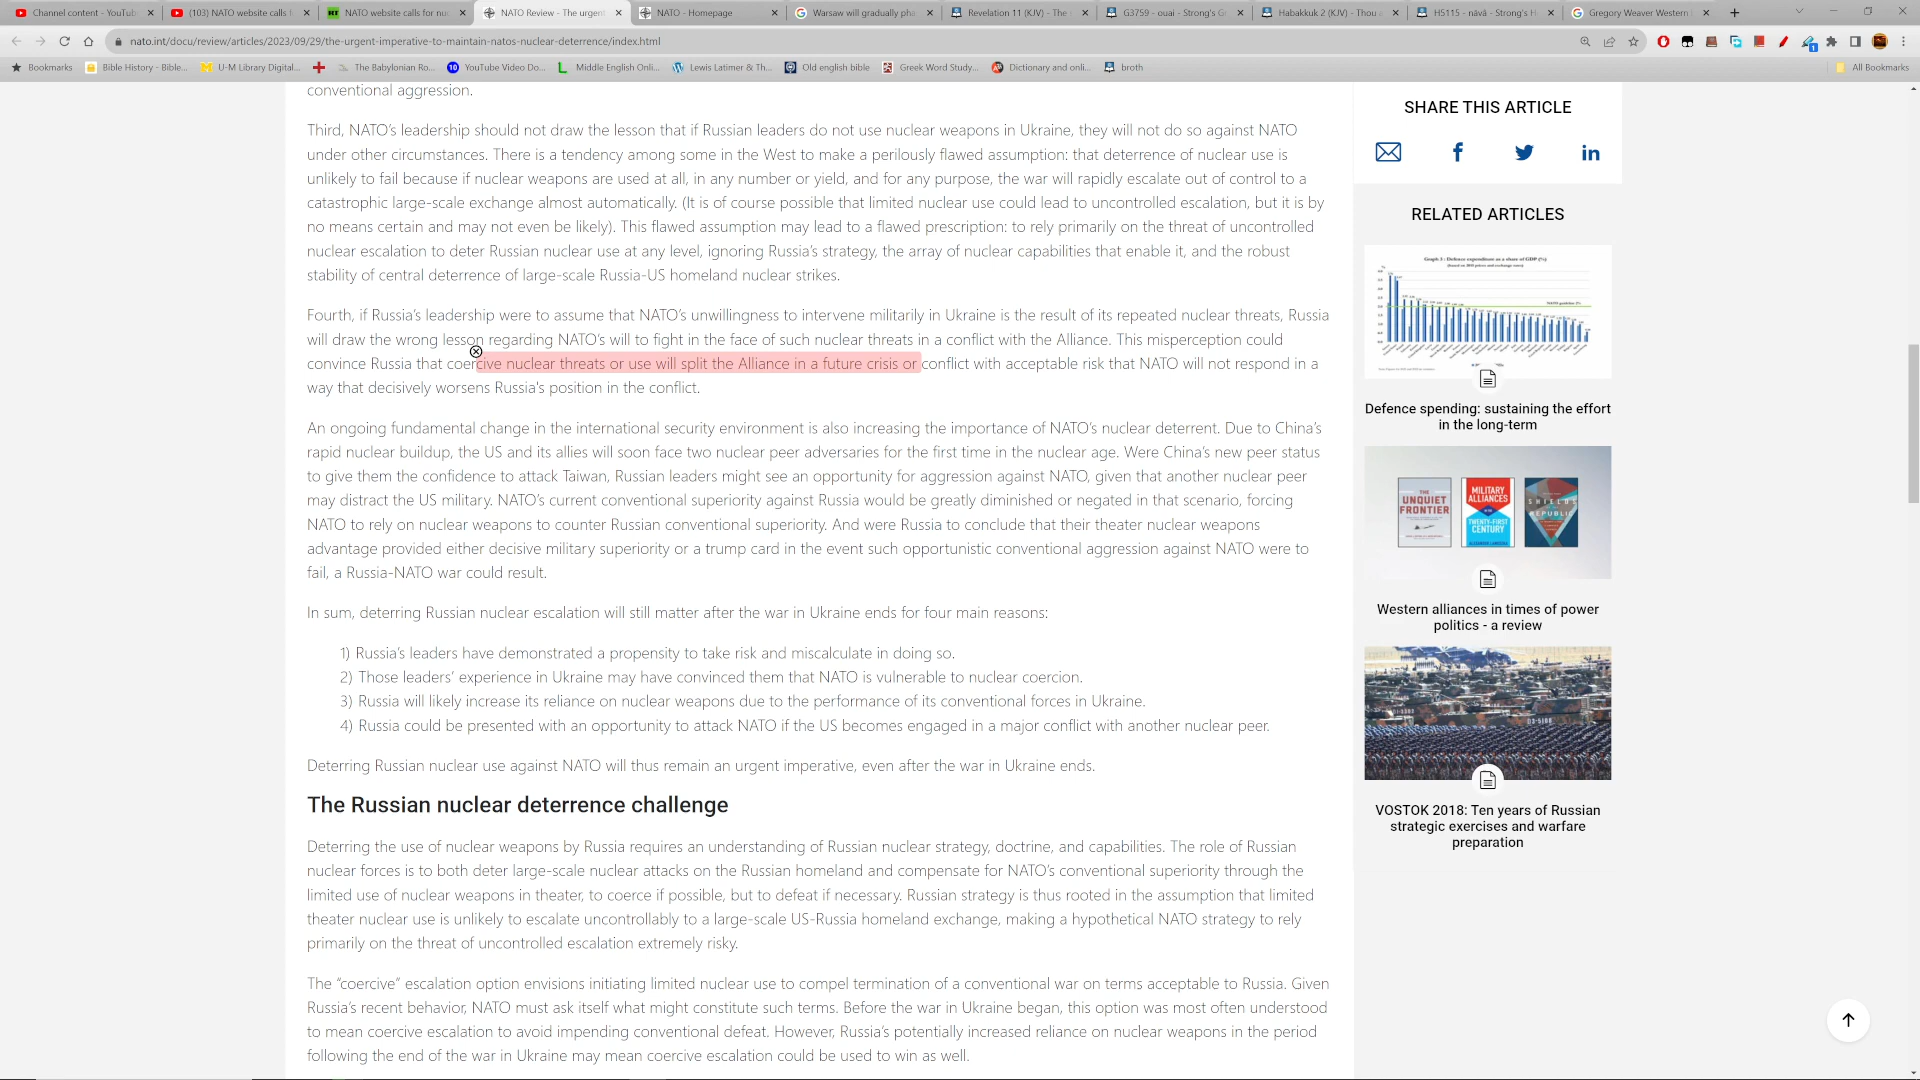 Channel content - YouTub
(103) NATO website calls f
NATO website calls for nuc
NATO Review - The urgent
NATO - Homepage
Warsaw will gradually pha
Revelation 11 (KJV) - The s
G3759 - ouai - Strong's Gr
Habakkuk 2 (KJV) - Thou a
H5115 - nāvâ - Strong's H
Gregory Weaver Western
nato.int/docu/review/articles/2023/09/29/the-urgent-imperative-to-maintain-natos-nuclear-deterrence/index.html
Bookmarks
Bible History - Bible...
U-M Library Digital...
The Babylonian Ro...
YouTube Video Do...
Middle English Onli...
Lewis Latimer & Th...
Old english bible
Greek Word Study...
Dictionary and onli...
broth
All Bookmarks
conventional aggression.
Third, NATO's leadership should not draw the lesson that if Russian leaders do not use nuclear weapons in Ukraine, they will not do so against NATO
under other circumstances. There is a tendency among some in the West to make a perilously flawed assumption: that deterrence of nuclear use is
unlikely to fail because if nuclear weapons are used at all, in any number or yield, and for any purpose, the war will rapidly escalate out of control to a
catastrophic large-scale exchange almost automatically. (It is of course possible that limited nuclear use could lead to uncontrolled escalation, but it is by
no means certain and may not even be likely). This flawed assumption may lead to a flawed prescription: to rely primarily on the threat of uncontrolled
nuclear escalation to deter Russian nuclear use at any level, ignoring Russia's strategy, the array of nuclear capabilities that enable it, and the robust
stability of central deterrence of large-scale Russia-US homeland nuclear strikes.
Fourth, if Russia's leadership were to assume that NATO's unwillingness to intervene militarily in Ukraine is the result of its repeated nuclear threats, Russia
will draw the wrong lesson regarding NATO's will to fight in the face of such nuclear threats in a conflict with the Alliance. This misperception could
convince Russia that coercive nuclear threats or use will split the Alliance in a future crisis or conflict with acceptable risk that NATO will not respond in a
way that decisively worsens Russia's position in the conflict.
An ongoing fundamental change in the international security environment is also increasing the importance of NATO's nuclear deterrent. Due to China's
rapid nuclear buildup, the US and its allies will soon face two nuclear peer adversaries for the first time in the nuclear age. Were China's new peer status
to give them the confidence to attack Taiwan, Russian leaders might see an opportunity for aggression against NATO, given that another nuclear peer
may distract the US military. NATO's current conventional superiority against Russia would be greatly diminished or negated in that scenario, forcing
NATO to rely on nuclear weapons to counter Russian conventional superiority. And were Russia to conclude that their theater nuclear weapons
advantage provided either decisive military superiority or a trump card in the event such opportunistic conventional aggression against NATO were to
fail, a Russia-NATO war could result.
In sum, deterring Russian nuclear escalation will still matter after the war in Ukraine ends for four main reasons:
1) Russia's leaders have demonstrated a propensity to take risk and miscalculate in doing so.
2) Those leaders' experience in Ukraine may have convinced them that NATO is vulnerable to nuclear coercion.
3) Russia will likely increase its reliance on nuclear weapons due to the performance of its conventional forces in Ukraine.
4) Russia could be presented with an opportunity to attack NATO if the US becomes engaged in a major conflict with another nuclear peer.
Deterring Russian nuclear use against NATO will thus remain an urgent imperative, even after the war in Ukraine ends.
The Russian nuclear deterrence challenge
Deterring the use of nuclear weapons by Russia requires an understanding of Russian nuclear strategy, doctrine, and capabilities. The role of Russian
nuclear forces is to both deter large-scale nuclear attacks on the Russian homeland and compensate for NATO's conventional superiority through the
limited use of nuclear weapons in theater, to coerce if possible, but to defeat if necessary. Russian strategy is thus rooted in the assumption that limited
theater nuclear use is unlikely to escalate uncontrollably to a large-scale US-Russia homeland exchange, making a hypothetical NATO strategy to rely
primarily on the threat of uncontrolled escalation extremely risky.
The “coercive” escalation option envisions initiating limited nuclear use to compel termination of a conventional war on terms acceptable to Russia. Given
Russia's recent behavior, NATO must ask itself what might constitute such terms. Before the war in Ukraine began, this option was most often understood
to mean coercive escalation to avoid impending conventional defeat. However, Russia's potentially increased reliance on nuclear weapons in the period
following the end of the war in Ukraine may mean coercive escalation could be used to win as well.
SHARE THIS ARTICLE
RELATED ARTICLES
Graph 3 : Defence expenditure as a share of GDP (%)
NATO guideline 2%
Defence spending: sustaining the effort
in the long-term
THE
UNQUIET
FRONTIER
MILITARY
ALLIANCES
IN THE
TWENTY-FIRST
CENTURY
SHIELDS
REPUBLIC
Western alliances in times of power
politics - a review
VOSTOK 2018: Ten years of Russian
strategic exercises and warfare
preparation